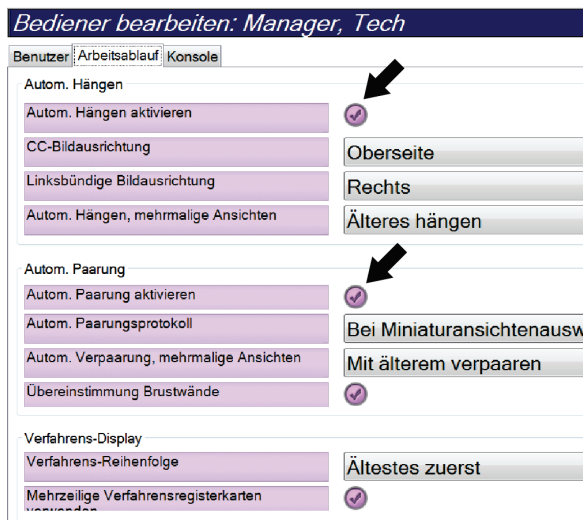 Bediener bearbeiten: Manager, Tech
Benutzer Arbeitsablauf Konsole
Autom. Hängen
Autom. Hängen aktivieren
CC-Bildausrichtung Oberseite
Linksbündige Bildausrichtung Rechts
Autom. Hängen, mehrmalige Ansichten Älteres hängen
Autom. Paarung
Autom. Paarung aktivieren
Autom. Paarungsprotokoll Bei Miniaturansichtenausw
Autom. Verpaarung, mehrmalige Ansichten Mit älterem verpaaren
Übereinstimmung Brustwände
Verfahrens-Display
Verfahrens-Reihenfolge Ältestes zuerst
Mehrzeilige Verfahrensregisterkarten